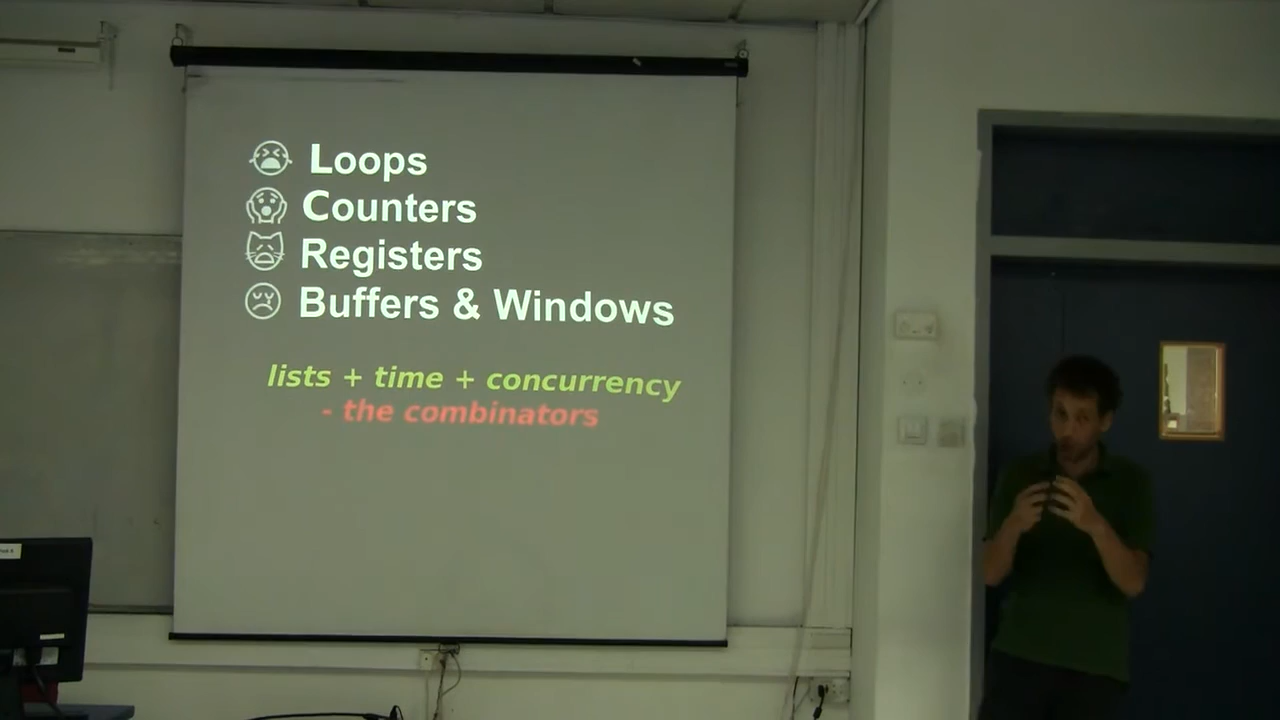 Loops
Counters
Registers
Buffers & Windows
lists + time + concurrency
- the combinators